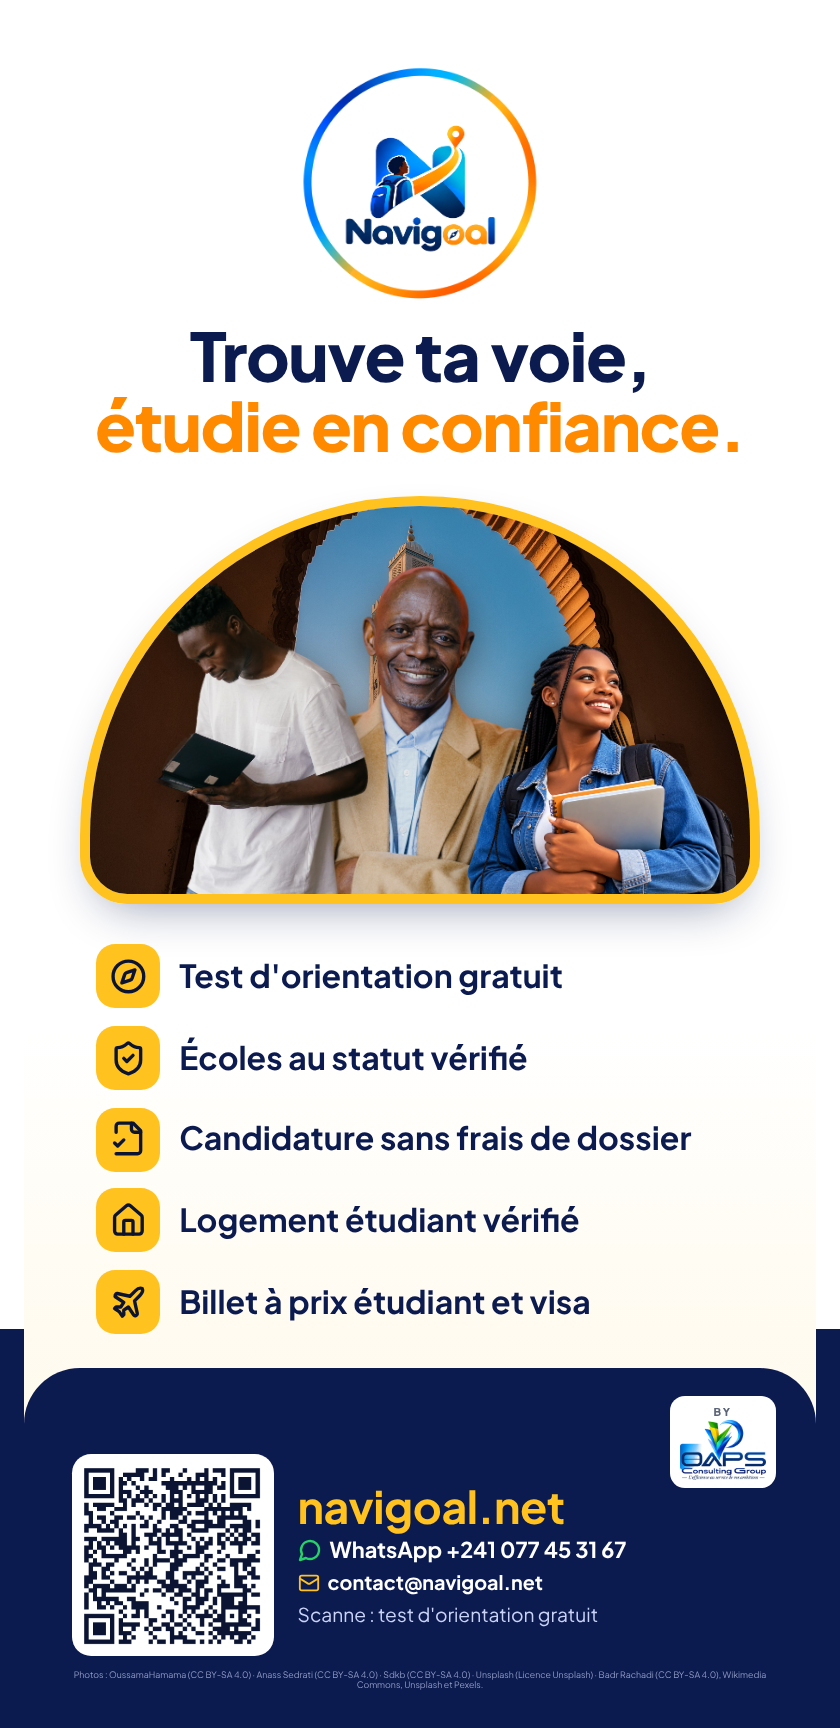 Navigoal
Trouve ta voie,
étudie en confiance.
Test d'orientation gratuit
Écoles au statut vérifié
Candidature sans frais de dossier
Logement étudiant vérifié
Billet à prix étudiant et visa
BY
OAPS
Consulting Group
navigoal.net
WhatsApp +241 077 45 31 67
contact@navigoal.net
Scanne : test d'orientation gratuit
Photos : OussamaHamama (CC BY-SA 4.0) · Anass Sedrati (CC BY-SA 4.0) · Sdkb (CC BY-SA 4.0) · Unsplash (Licence Unsplash) · Badr Rachadi (CC BY-SA 4.0), Wikimedia
Commons, Unsplash et Pexels.